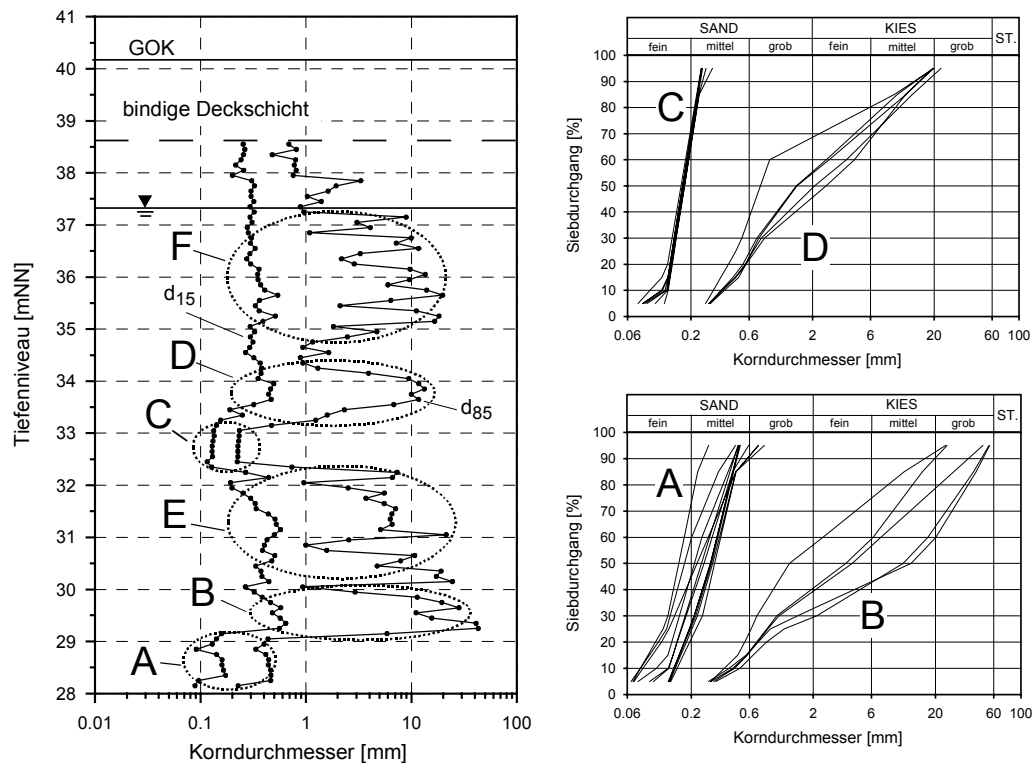 41
40
39
38
37
36
35
34
33
32
31
30
29
28
Tiefenniveau [mNN]
GOK
bindige Deckschicht
F
d15
D
d85
C
E
B
A
0.01
0.1
1
10
100
Korndurchmesser [mm]
SAND
KIES
ST.
fein
mittel
grob
fein
mittel
grob
100
90
80
70
60
50
40
30
20
10
0
Siebdurchgang [%]
C
D
0.06
0.2
0.6
2
6
20
60
100
Korndurchmesser [mm]
SAND
KIES
ST.
fein
mittel
grob
fein
mittel
grob
100
90
80
70
60
50
40
30
20
10
0
Siebdurchgang [%]
A
B
0.06
0.2
0.6
2
6
20
60
100
Korndurchmesser [mm]